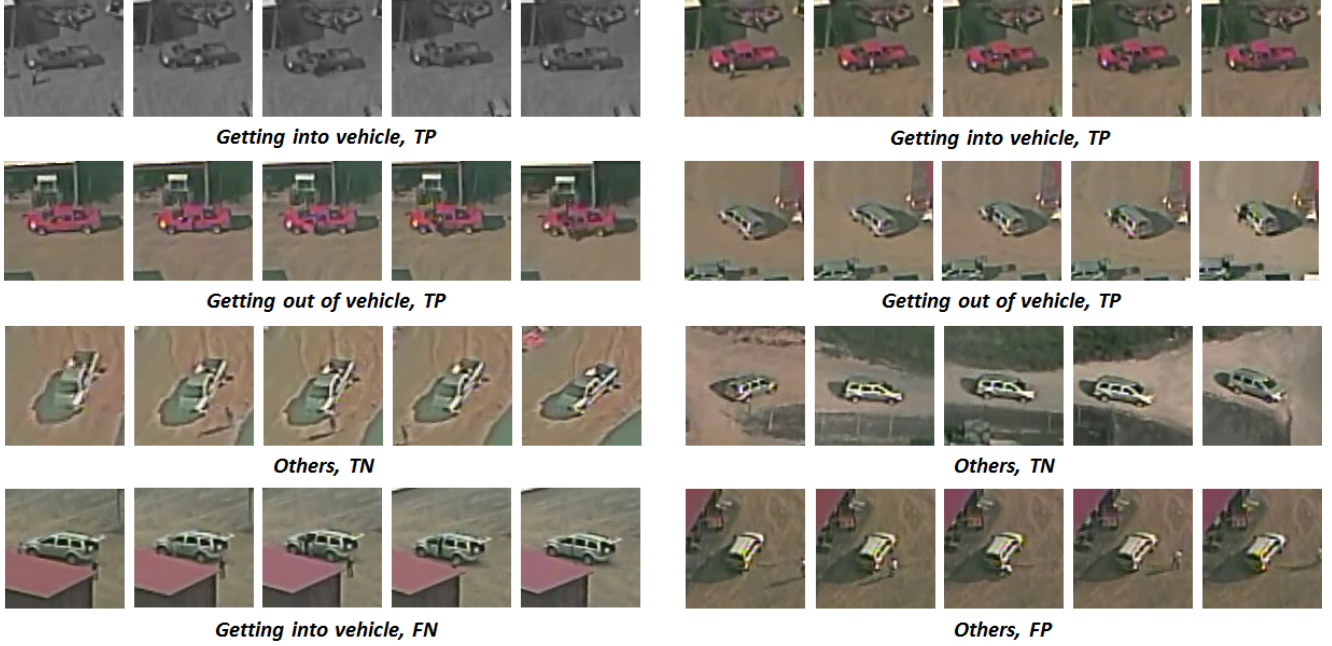 Getting into vehicle, TP
Getting into vehicle, TP
Getting out of vehicle, TP
Getting out of vehicle, TP
Others, TN
Others, TN
Getting into vehicle, FN
Others, FP